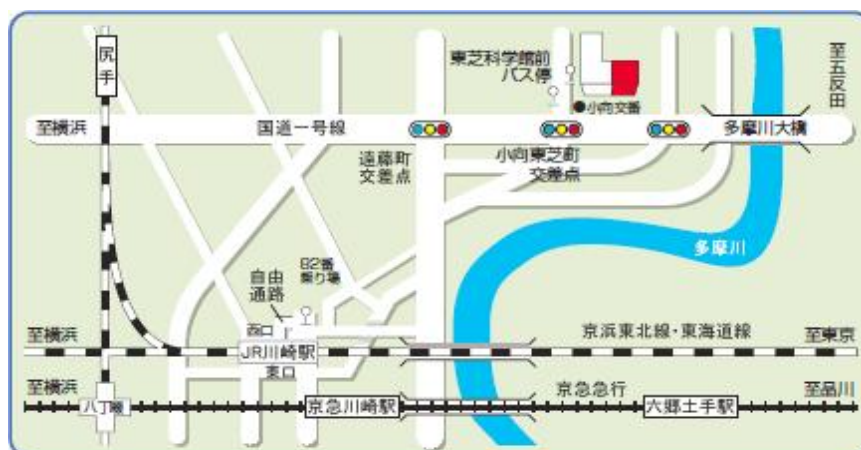 尻手
東芝科学館前
バス停
至五反田
●小向交番
至横浜
国道一号線
多摩川大橋
遠藤町
交差点
小向東芝町
交差点
多摩川
82番
乗り場
自由
通路
西口
至横浜
京浜東北線・東海道線
至東京
JR川崎駅
東口
至横浜
京急急行
至品川
八丁畷
京急川崎駅
六郷土手駅